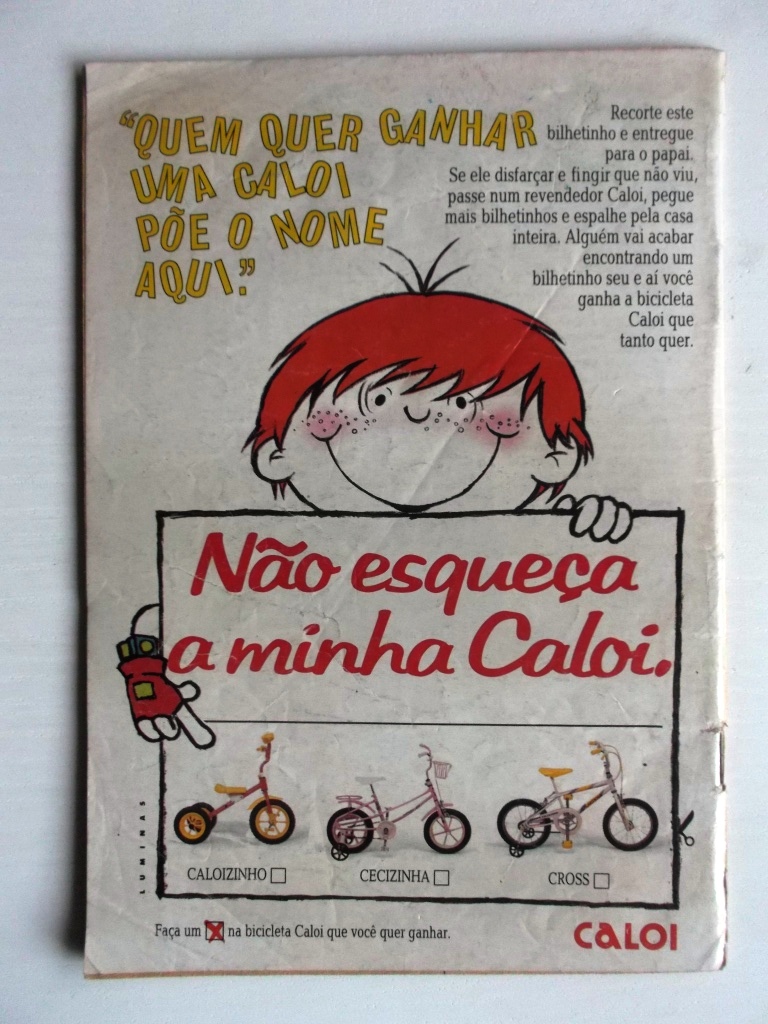 “QUEM QUER GANHAR
UMA CALOI
PÕE O NOME
AQUI.”
Recorte este
bilhetinho e entregue
para o papai.
Se ele disfarçar e fingir que não viu,
passe num revendedor Caloi, pegue
mais bilhetinhos e espalhe pela casa
inteira. Alguém vai acabar
encontrando um
bilhetinho seu e aí você
ganha a bicicleta
Caloi que
tanto quer.
Não esqueça
a minha Caloi.
CALOIZINHO
CECIZINHA
CROSS
LUMINAS
Faça um X na bicicleta Caloi que você quer ganhar.
CALOI